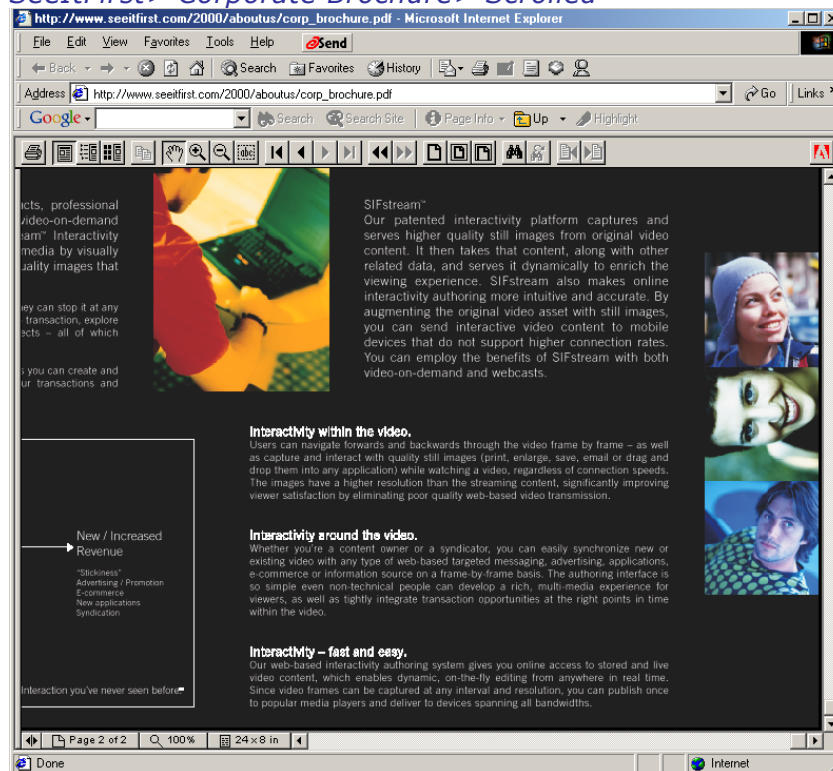 SeeItFirst> Corporate Brochure> Scrolled
http://www.seeitfirst.com/2000/aboutus/corp_brochure.pdf - Microsoft Internet Explorer
File Edit View Favorites Tools Help Send
Back Search Favorites History
Address http://www.seeitfirst.com/2000/aboutus/corp_brochure.pdf Go Links
Google Search Search Site Page Info Up Highlight
cts, professional
video-on-demand
am™ Interactivity
media by visually
ality images that
ey can stop it at any
transaction, explore
ects – all of which
s you can create and
ur transactions and
SIFstream™
Our patented interactivity platform captures and
serves higher quality still images from original video
content. It then takes that content, along with other
related data, and serves it dynamically to enrich the
viewing experience. SIFstream also makes online
interactivity authoring more intuitive and accurate. By
augmenting the original video asset with still images,
you can send interactive video content to mobile
devices that do not support higher connection rates.
You can employ the benefits of SIFstream with both
video-on-demand and webcasts.
New / Increased
Revenue
"Stickiness"
Advertising / Promotion
E-commerce
New applications
Syndication
Interaction you've never seen before
Interactivity within the video.
Users can navigate forwards and backwards through the video frame by frame – as well
as capture and interact with quality still images (print, enlarge, save, email or drag and
drop them into any application) while watching a video, regardless of connection speeds.
The images have a higher resolution than the streaming content, significantly improving
viewer satisfaction by eliminating poor quality web-based video transmission.
Interactivity around the video.
Whether you're a content owner or a syndicator, you can easily synchronize new or
existing video with any type of web-based targeted messaging, advertising, applications,
e-commerce or information source on a frame-by-frame basis. The authoring interface is
so simple even non-technical people can develop a rich, multi-media experience for
viewers, as well as tightly integrate transaction opportunities at the right points in time
within the video.
Interactivity – fast and easy.
Our web-based interactivity authoring system gives you online access to stored and live
video content, which enables dynamic, on-the-fly editing from anywhere in real time.
Since video frames can be captured at any interval and resolution, you can publish once
to popular media players and deliver to devices spanning all bandwidths.
Page 2 of 2 100% 24 x 8 in
Done Internet